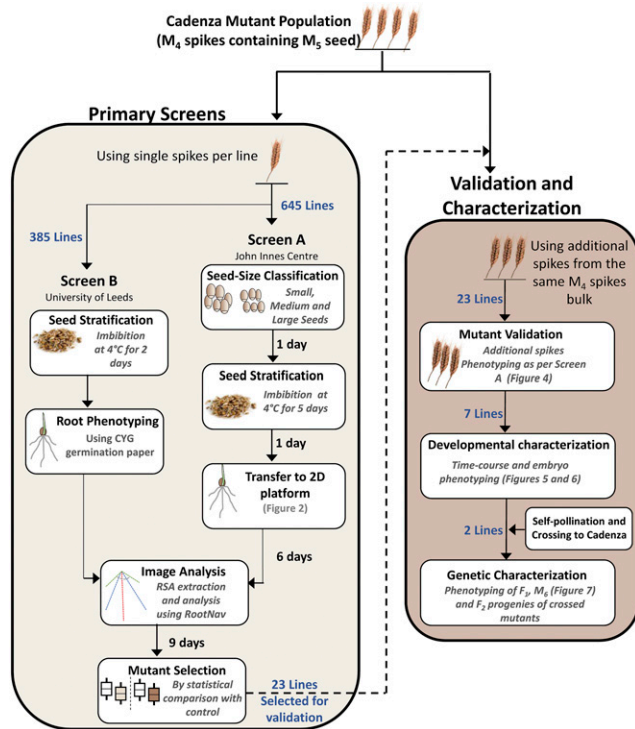 Cadenza Mutant Population
(M4 spikes containing M5 seed)
Primary Screens
Using single spikes per line
645 Lines
385 Lines
Screen A
John Innes Centre
Seed-Size Classification
Small,
Medium and
Large Seeds
1 day
Seed Stratification
Imbibition at
4°C for 5 days
1 day
Transfer to 2D
platform
(Figure 2)
6 days
Screen B
University of Leeds
Seed Stratification
Imbibition
at 4°C for 2
days
Root Phenotyping
Using CYG
germination paper
Image Analysis
RSA extraction
and analysis
using RootNav
9 days
Mutant Selection
By statistical
comparison with
control
23 Lines
Selected for
validation
Validation and
Characterization
Using additional
spikes from the
same M4 spikes
bulk
23 Lines
Mutant Validation
Additional spikes
Phenotyping as per Screen
A (Figure 4)
7 Lines
Developmental characterization
Time-course and embryo
phenotyping (Figures 5 and 6)
2 Lines
Self-pollination and
Crossing to Cadenza
Genetic Characterization
Phenotyping of F1, M6 (Figure 7)
and F2 progenies of crossed
mutants